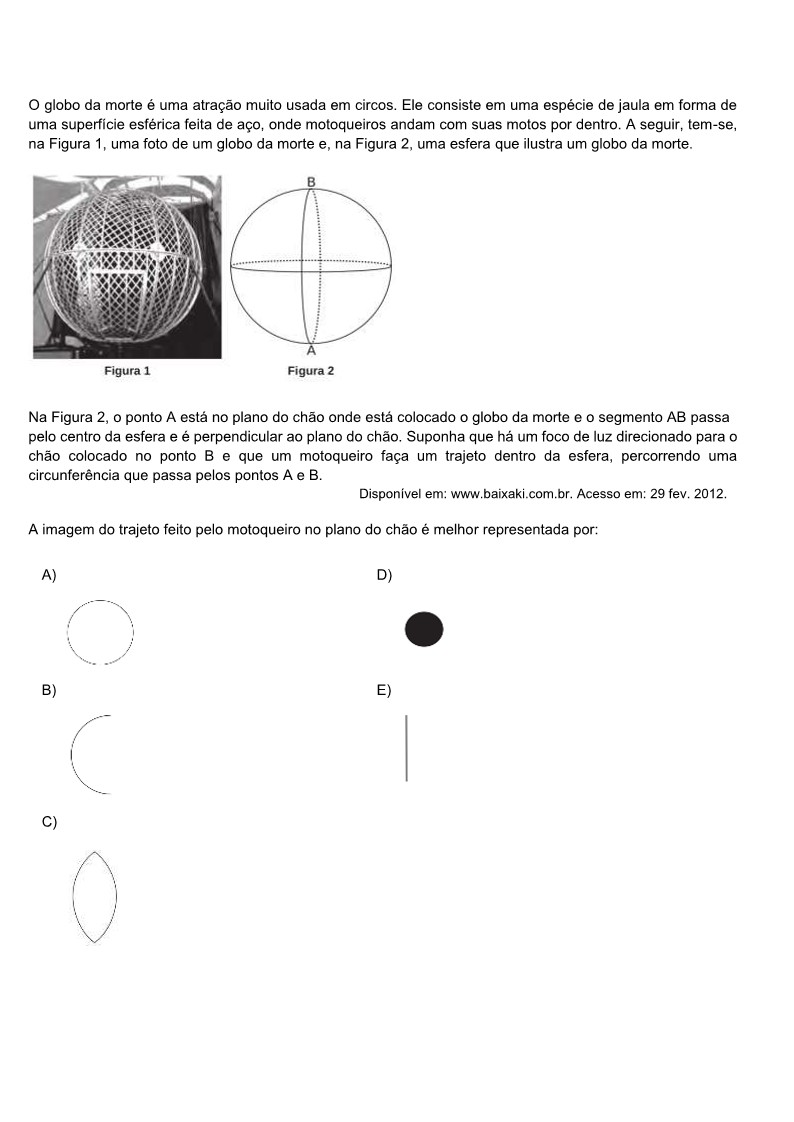 O globo da morte é uma atração muito usada em circos. Ele consiste em uma espécie de jaula em forma de
uma superfície esférica feita de aço, onde motoqueiros andam com suas motos por dentro. A seguir, tem-se,
na Figura 1, uma foto de um globo da morte e, na Figura 2, uma esfera que ilustra um globo da morte.
B
A
Figura 1
Figura 2
Na Figura 2, o ponto A está no plano do chão onde está colocado o globo da morte e o segmento AB passa
pelo centro da esfera e é perpendicular ao plano do chão. Suponha que há um foco de luz direcionado para o
chão colocado no ponto B e que um motoqueiro faça um trajeto dentro da esfera, percorrendo uma
circunferência que passa pelos pontos A e B.
Disponível em: www.baixaki.com.br. Acesso em: 29 fev. 2012.
A imagem do trajeto feito pelo motoqueiro no plano do chão é melhor representada por:
A)
D)
B)
E)
C)